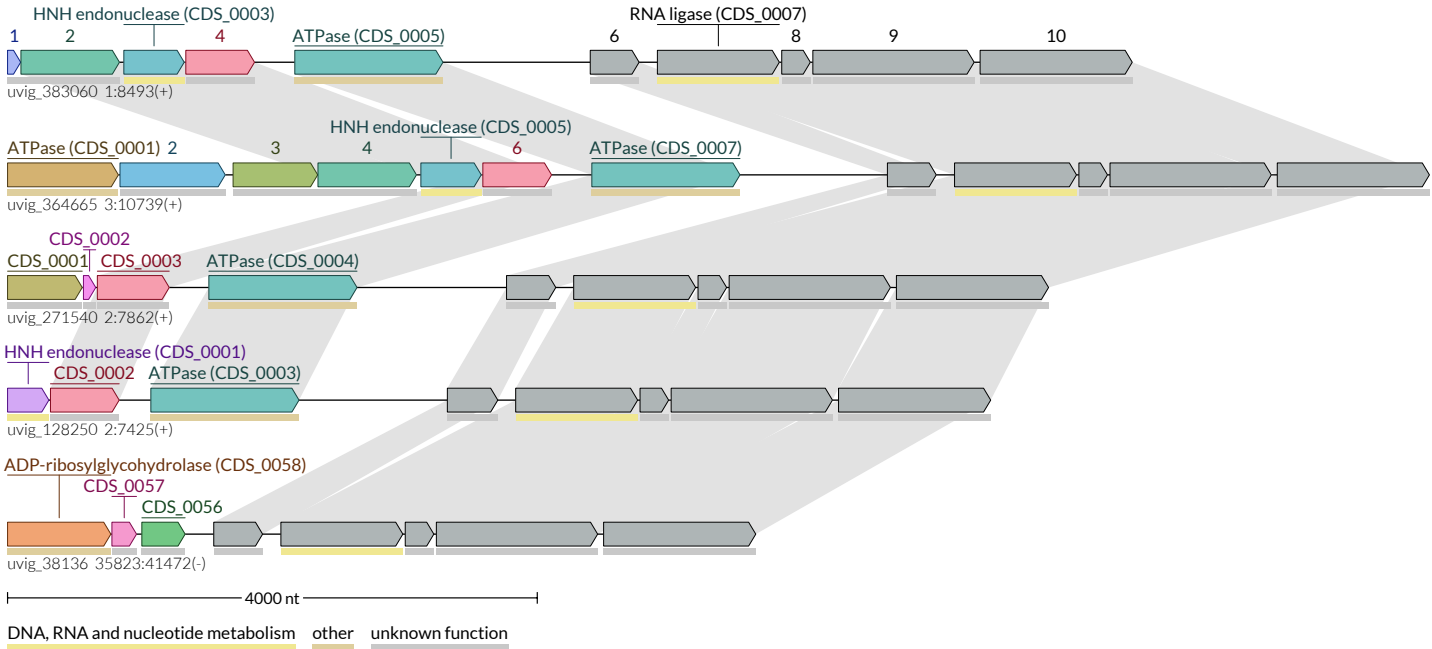 HNH endonuclease (CDS_0003) RNA ligase (CDS_0007)
1 2 4 ATPase (CDS_0005) 6 8 9 10
uvig_383060 1:8493(+)
HNH endonuclease (CDS_0005)
ATPase (CDS_0001) 2 3 4 6 ATPase (CDS_0007)
uvig_364665 3:10739(+)
CDS_0002
CDS_0001 CDS_0003 ATPase (CDS_0004)
uvig_271540 2:7862(+)
HNH endonuclease (CDS_0001)
CDS_0002 ATPase (CDS_0003)
uvig_128250 2:7425(+)
ADP-ribosylglycohydrolase (CDS_0058)
CDS_0057
CDS_0056
uvig_38136 35823:41472(-)
4000 nt
DNA, RNA and nucleotide metabolism other unknown function